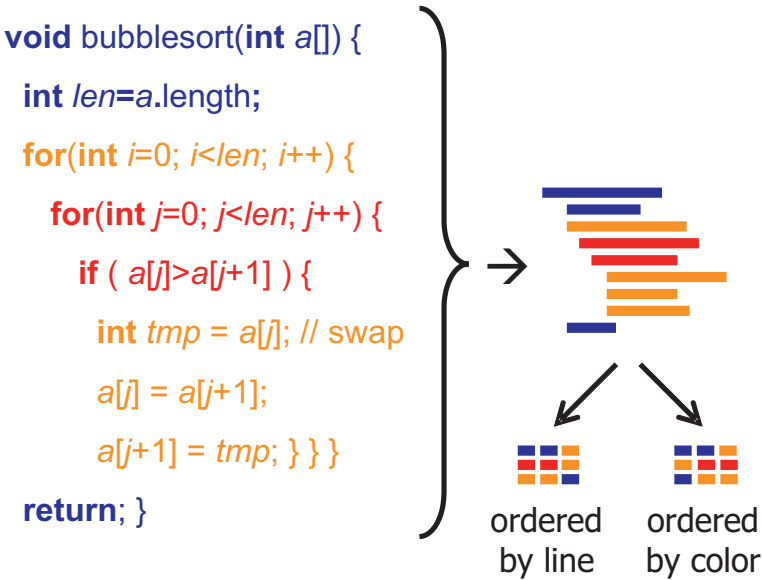 void bubblesort(int a[]) {
int len=a.length;
for(int i=0; i<len; i++) {
for(int j=0; j<len; j++) {
if ( a[j]>a[j+1] ) {
int tmp = a[j]; // swap
a[j] = a[j+1];
a[j+1] = tmp; } } }
return; }
ordered
by line
ordered
by color